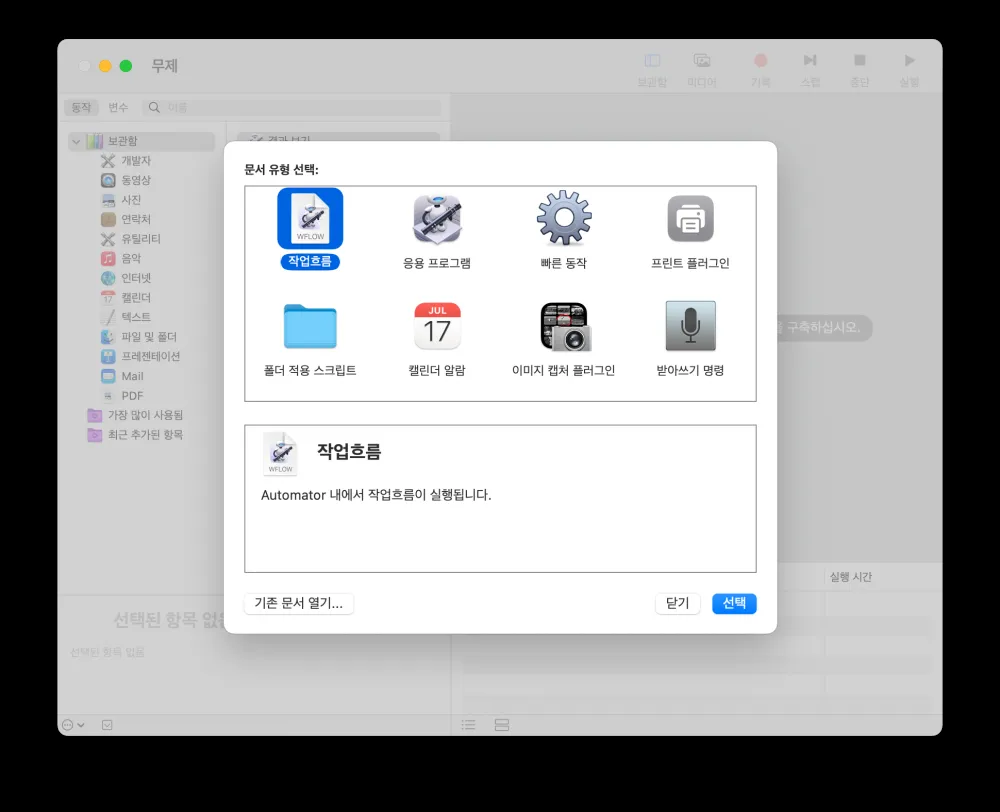 무제
보관함 미디어 기록 스텝 중단 실행
동작 변수 이름
보관함
개발자
동영상
사진
연락처
유틸리티
음악
인터넷
17
캘린더
텍스트
파일 및 폴더
프레젠테이션
Mail
PDF
가장 많이 사용됨
최근 추가된 항목
결과 보기
문서 유형 선택:
WFLOW
작업흐름 응용 프로그램 빠른 동작 프린트 플러그인
JUL
17
폴더 적용 스크립트 캘린더 알람 이미지 캡처 플러그인 받아쓰기 명령
구축하십시오.
WFLOW
작업흐름
Automator 내에서 작업흐름이 실행됩니다.
기존 문서 열기... 닫기 선택
실행 시간
선택된 항목
선택된 항목 없음